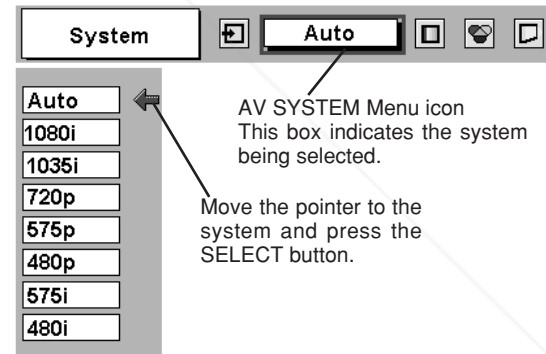 System
Auto
Auto
1080i
1035i
720p
575p
480p
575i
480i
AV SYSTEM Menu icon
This box indicates the system
being selected.
Move the pointer to the
system and press the
SELECT button.